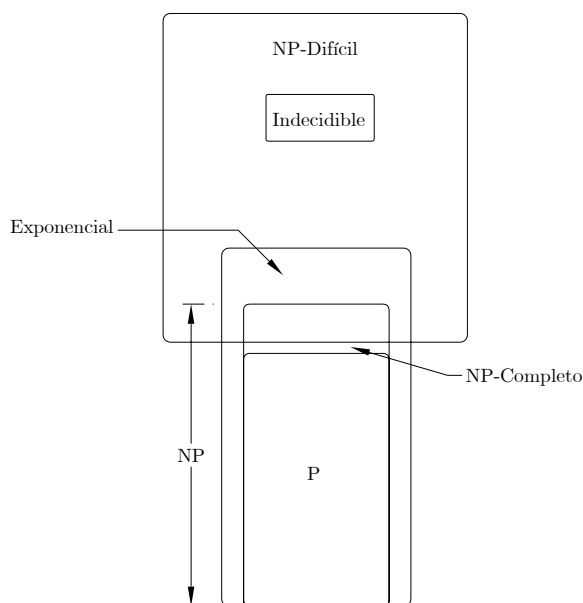 NP-Difícil
Indecidible
Exponencial
NP-Completo
NP
P